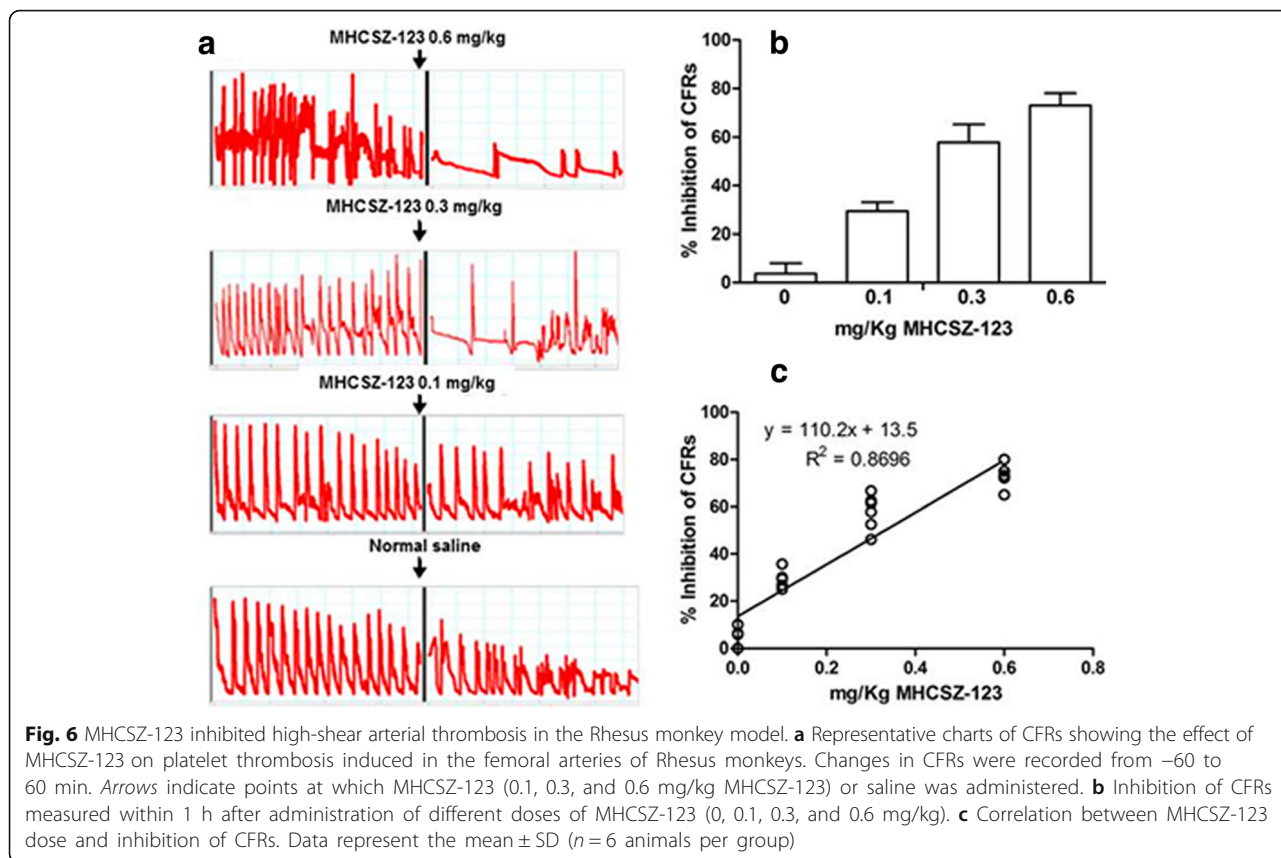 a
MHCSZ-123 0.6 mg/kg
MHCSZ-123 0.3 mg/kg
MHCSZ-123 0.1 mg/kg
Normal saline
b
% Inhibition of CFRs
100
80
60
40
20
0
0 0.1 0.3 0.6
mg/Kg MHCSZ-123
c
% Inhibition of CFRs
100
80
60
40
20
0
y = 110.2x + 13.5
R² = 0.8696
0.0 0.2 0.4 0.6 0.8
mg/Kg MHCSZ-123
Fig. 6 MHCSZ-123 inhibited high-shear arterial thrombosis in the Rhesus monkey model. a Representative charts of CFRs showing the effect of
MHCSZ-123 on platelet thrombosis induced in the femoral arteries of Rhesus monkeys. Changes in CFRs were recorded from −60 to
60 min. Arrows indicate points at which MHCSZ-123 (0.1, 0.3, and 0.6 mg/kg MHCSZ-123) or saline was administered. b Inhibition of CFRs
measured within 1 h after administration of different doses of MHCSZ-123 (0, 0.1, 0.3, and 0.6 mg/kg). c Correlation between MHCSZ-123
dose and inhibition of CFRs. Data represent the mean ± SD (n = 6 animals per group)